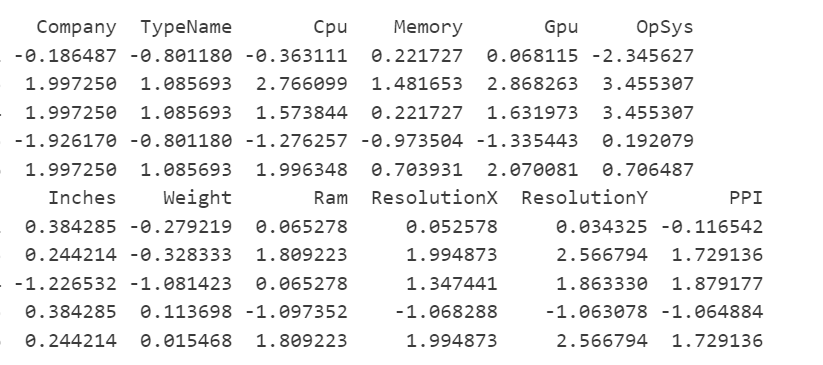 Company TypeName Cpu Memory Gpu OpSys
-0.186487 -0.801180 -0.363111 0.221727 0.068115 -2.345627
1.997250 1.085693 2.766099 1.481653 2.868263 3.455307
1.997250 1.085693 1.573844 0.221727 1.631973 3.455307
-1.926170 -0.801180 -1.276257 -0.973504 -1.335443 0.192079
1.997250 1.085693 1.996348 0.703931 2.070081 0.706487
Inches Weight Ram ResolutionX ResolutionY PPI
0.384285 -0.279219 0.065278 0.052578 0.034325 -0.116542
0.244214 -0.328333 1.809223 1.994873 2.566794 1.729136
-1.226532 -1.081423 0.065278 1.347441 1.863330 1.879177
0.384285 0.113698 -1.097352 -1.068288 -1.063078 -1.064884
0.244214 0.015468 1.809223 1.994873 2.566794 1.729136